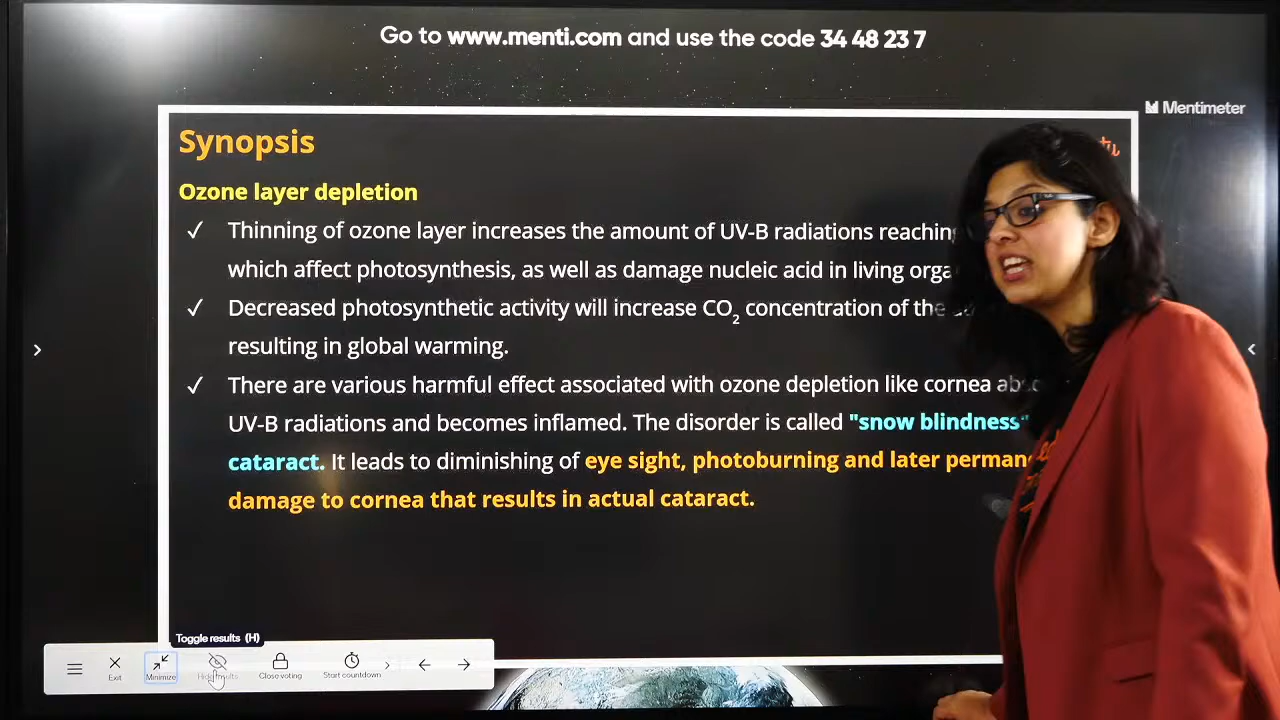 Go to www.menti.com and use the code 34 48 23 7
Mentimeter
Synopsis
Ozone layer depletion
✓ Thinning of ozone layer increases the amount of UV-B radiations reaching
which affect photosynthesis, as well as damage nucleic acid in living
✓ Decreased photosynthetic activity will increase CO₂ concentration of the
resulting in global warming.
✓ There are various harmful effect associated with ozone depletion like cornea
UV-B radiations and becomes inflamed. The disorder is called "snow blindness"
cataract. It leads to diminishing of eye sight, photoburning and later
damage to cornea that results in actual cataract.
Toggle results (H)
Exit
Minimize
Hide results
Close voting
Start countdown